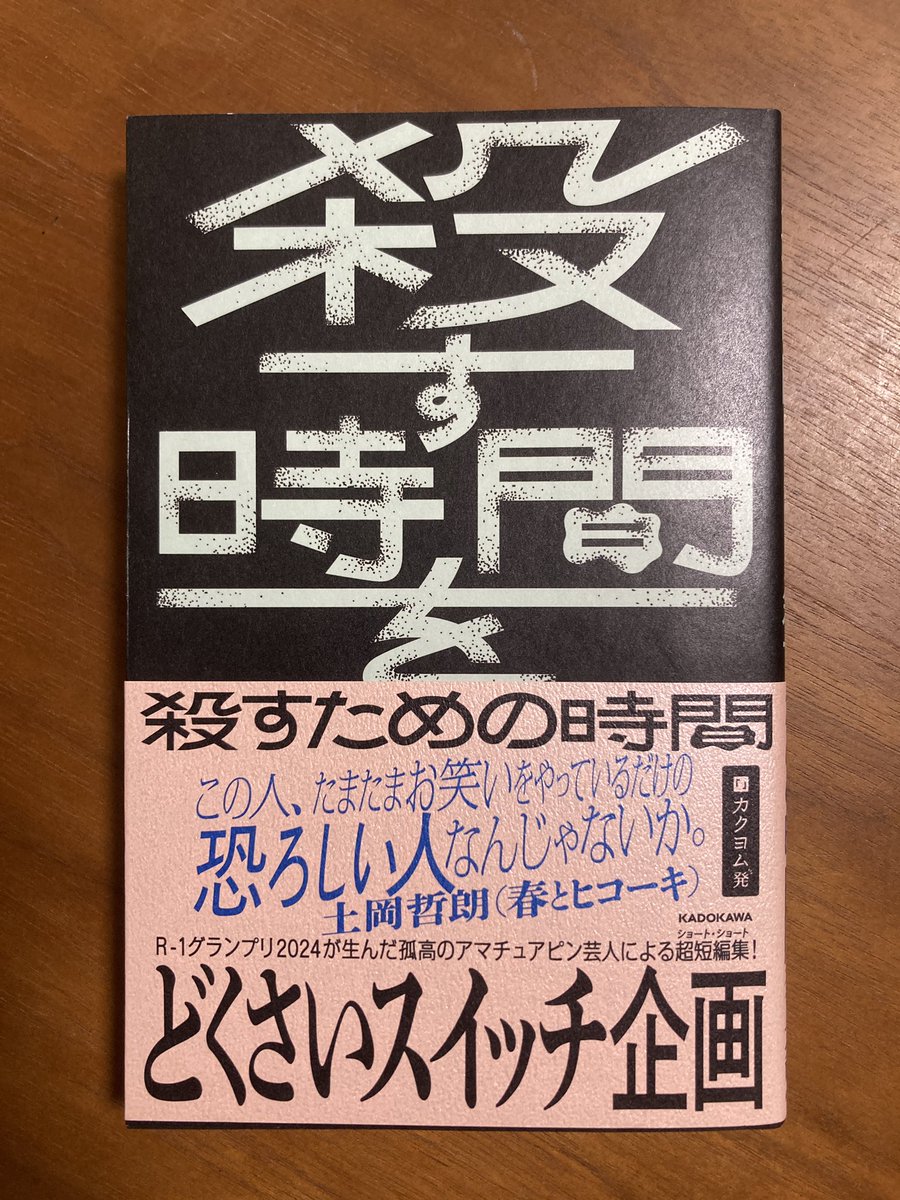 殺
す
時間
を
殺すための時間
この人、たまたまお笑いをやっているだけの
恐ろしい人なんじゃないか。
土岡哲朗(春とヒコーキ)
カクヨム発
KADOKAWA
ショート・ショート
R-1グランプリ2024が生んだ孤高のアマチュアピン芸人による超短編集!
どくさいスイッチ企画